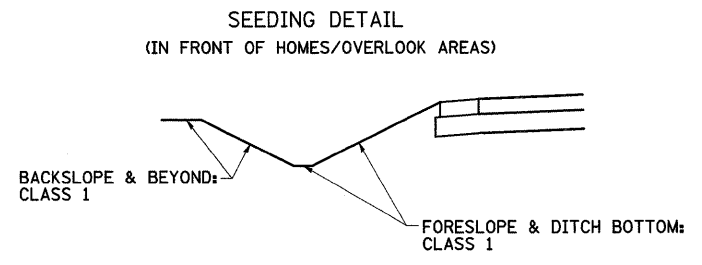 SEEDING DETAIL
(IN FRONT OF HOMES/OVERLOOK AREAS)
BACKSLOPE & BEYOND:
CLASS 1
FORESLOPE & DITCH BOTTOM:
CLASS 1